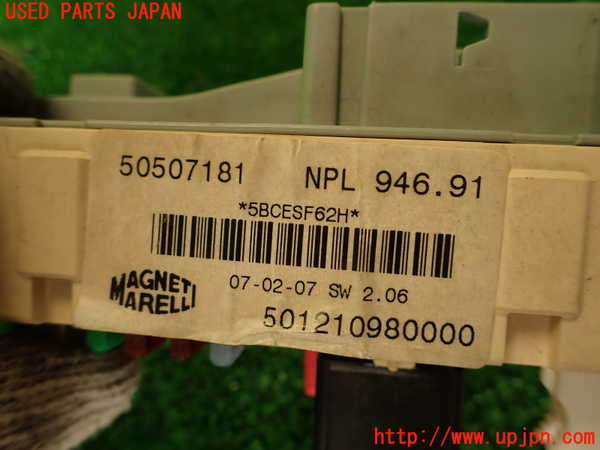 USED PARTS JAPAN
50507181 NPL 946.91
*5BCESF62H*
MAGNETI
MARELLI
07-02-07 SW 2.06
501210980000
http://www.upjpn.com/